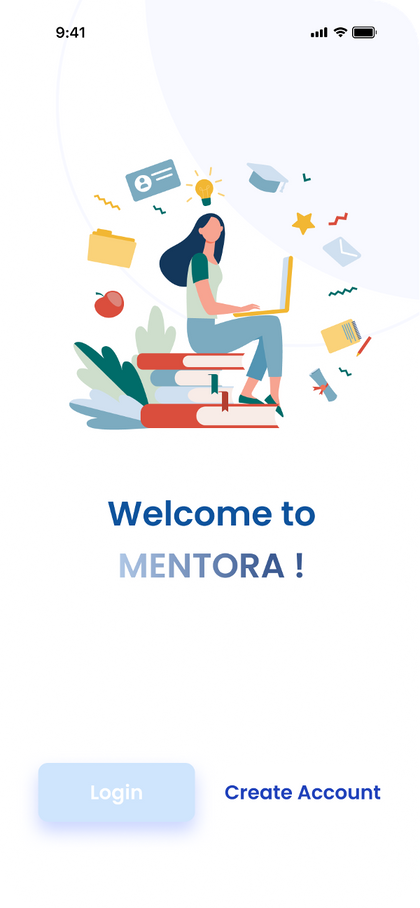 9:41
Welcome to
MENTORA !
Login
Create Account